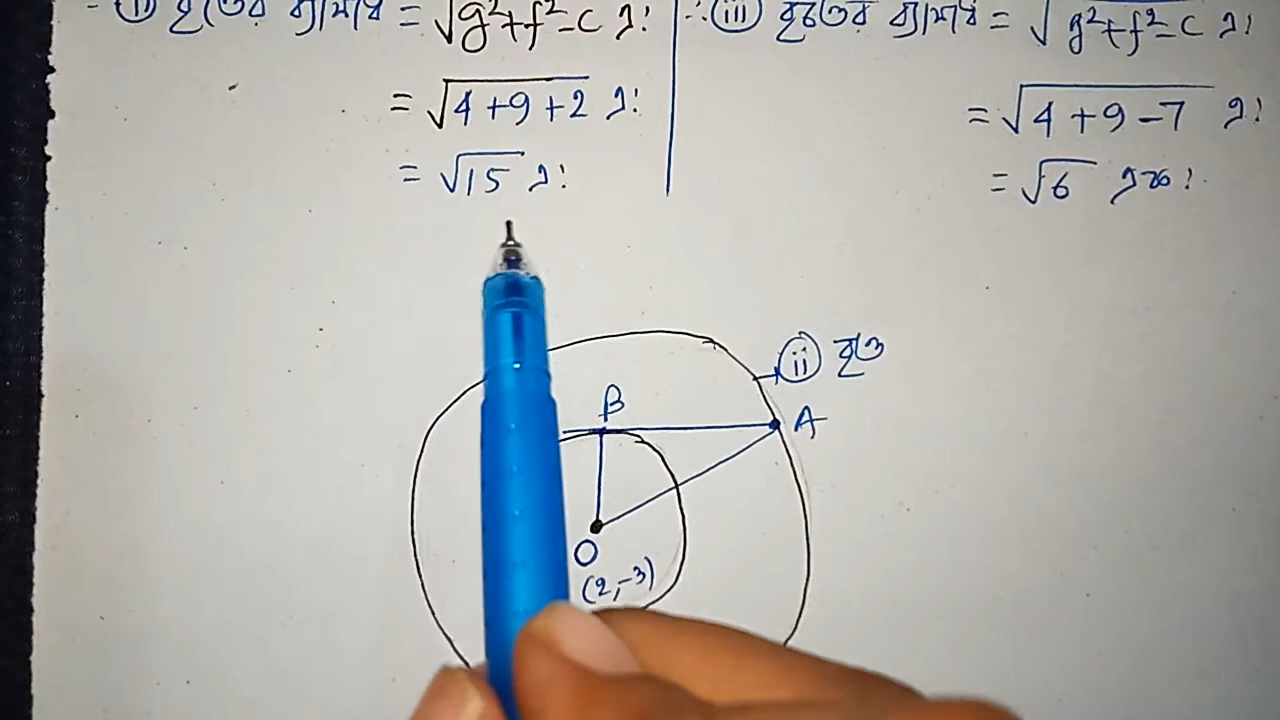 (ii) বৃত্তের ব্যাসার্ধ = √g²+f²-c এ:
= √4+9+2 এ:
= √15 এ:
∴ (iii) বৃত্তের ব্যাসার্ধ = √g²+f²-c এ:
= √4+9-7 এ:
= √6 একক:
(ii) বৃত্ত
B
A
O
(2,-3)